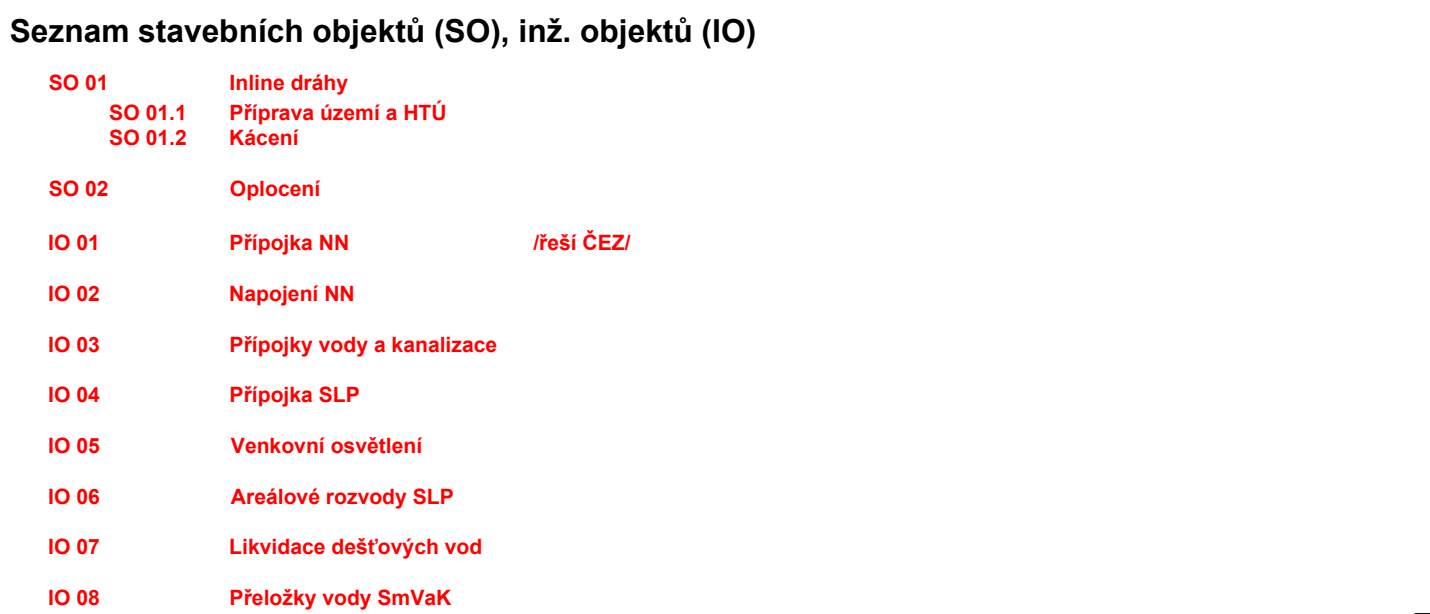 Seznam stavebních objektů (SO), inž. objektů (IO)
SO 01 Inline dráhy
SO 01.1 Příprava území a HTÚ
SO 01.2 Kácení
SO 02 Oplocení
IO 01 Přípojka NN /řeší ČEZ/
IO 02 Napojení NN
IO 03 Přípojky vody a kanalizace
IO 04 Přípojka SLP
IO 05 Venkovní osvětlení
IO 06 Areálové rozvody SLP
IO 07 Likvidace dešťových vod
IO 08 Přeložky vody SmVaK